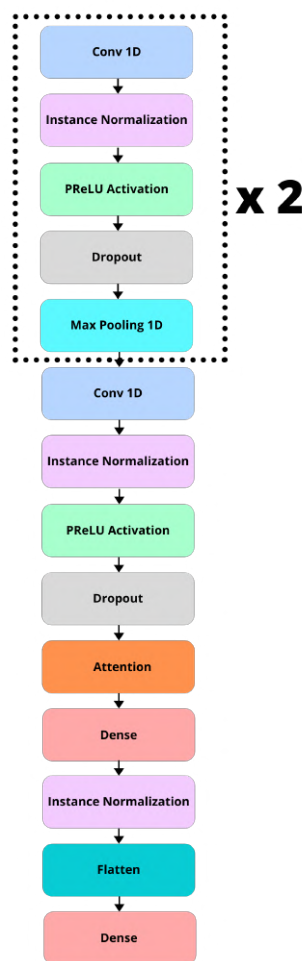 Conv 1D
Instance Normalization
PReLU Activation
x 2
Dropout
Max Pooling 1D
Conv 1D
Instance Normalization
PReLU Activation
Dropout
Attention
Dense
Instance Normalization
Flatten
Dense